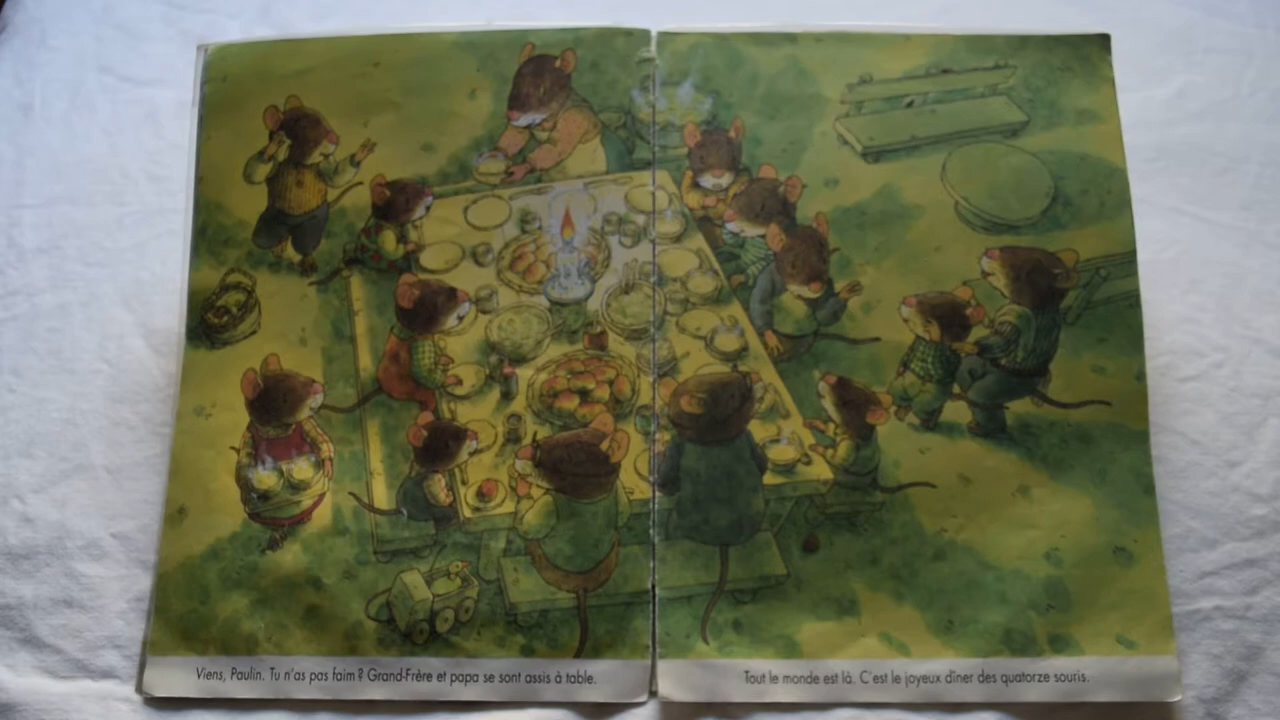 Viens, Paulin. Tu n'as pas faim ? Grand-Frère et papa se sont assis à table.
Tout le monde est là. C'est le joyeux dîner des quatorze souris.